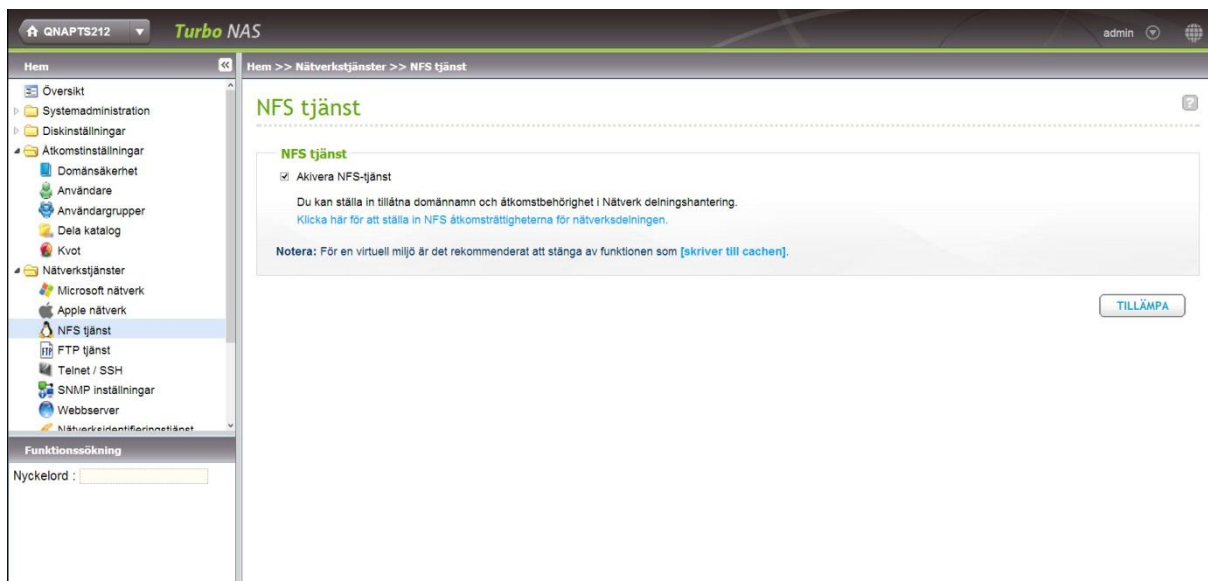 QNAPTS212
Turbo NAS
admin
Hem
Hem >> Nätverkstjänster >> NFS tjänst
Översikt
Systemadministration
Diskinställningar
Åtkomstinställningar
Domänsäkerhet
Användare
Användargrupper
Dela katalog
Kvot
Nätverkstjänster
Microsoft nätverk
Apple nätverk
NFS tjänst
FTP tjänst
Telnet / SSH
SNMP inställningar
Webbserver
Nätverksidentifieringstjänst
Funktionssökning
Nyckelord :
NFS tjänst
?
NFS tjänst
Akivera NFS-tjänst
Du kan ställa in tillåtna domännamn och åtkomstbehörighet i Nätverk delningshantering.
Klicka här för att ställa in NFS åtkomsträttigheterna för nätverksdelningen.
Notera: För en virtuell miljö är det rekommenderat att stänga av funktionen som [skriver till cachen].
TILLÄMPA